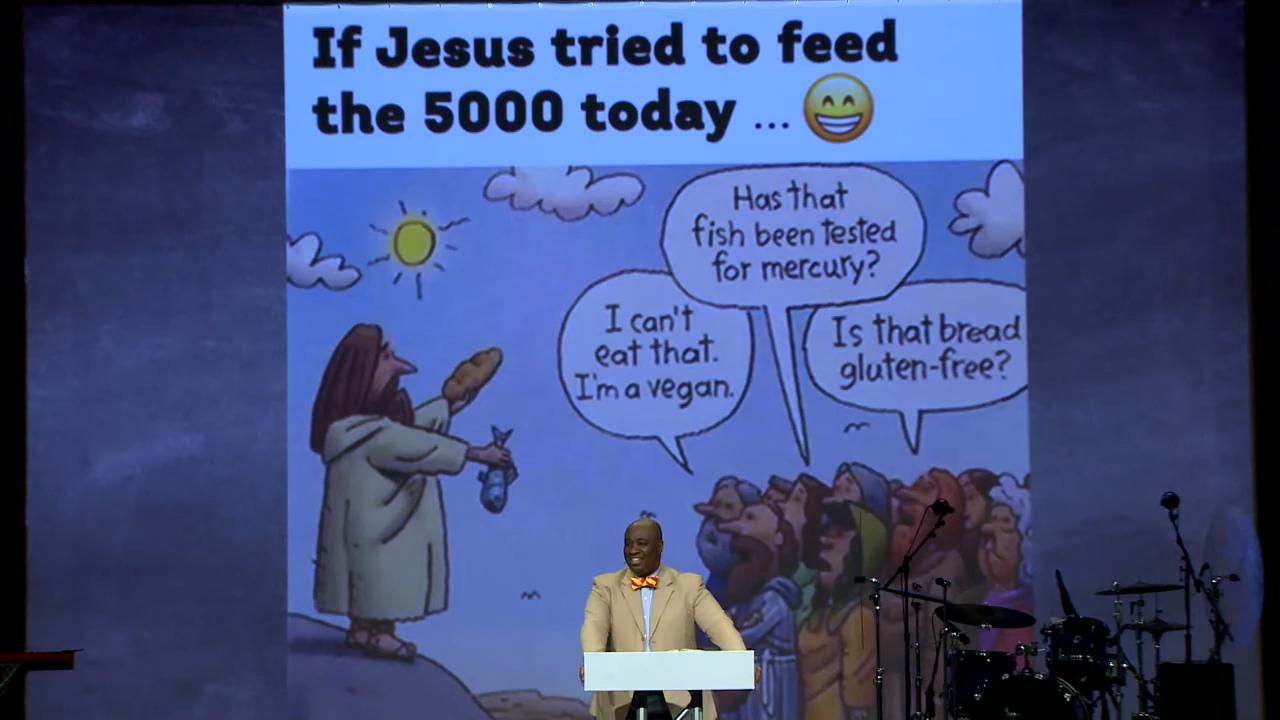 If Jesus tried to feed
the 5000 today ... 😁
Has that
fish been tested
for mercury?
I can't
eat that.
I'm a vegan.
Is that bread
gluten-free?